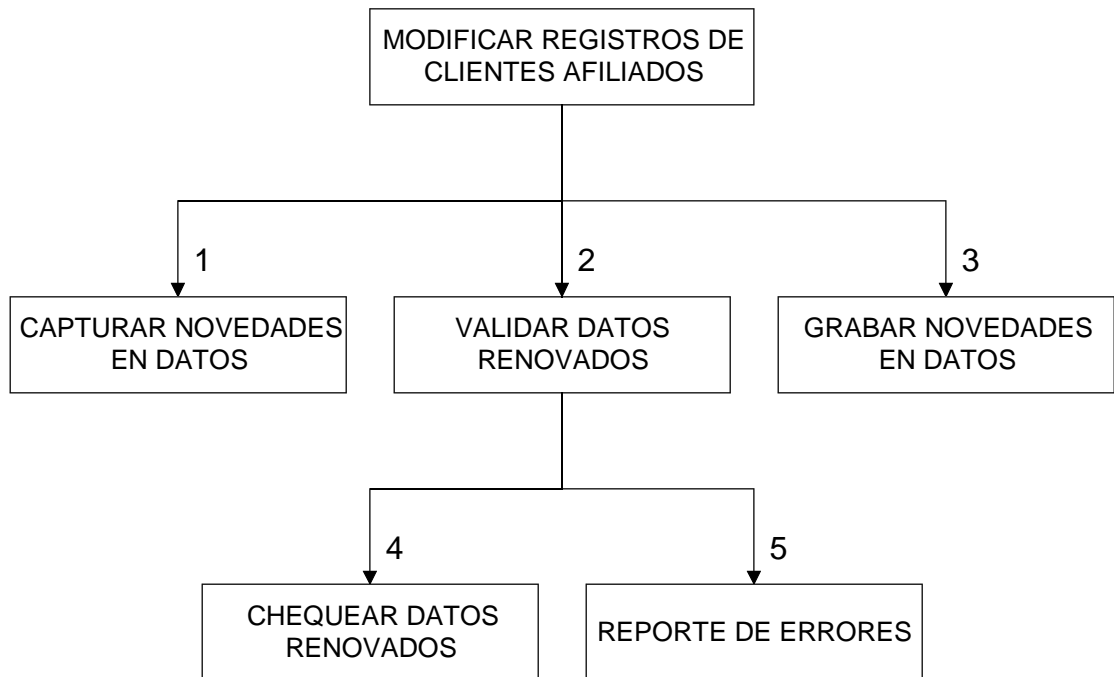 MODIFICAR REGISTROS DE
CLIENTES AFILIADOS
1
2
3
CAPTURAR NOVEDADES
EN DATOS
VALIDAR DATOS
RENOVADOS
GRABAR NOVEDADES
EN DATOS
4
5
CHEQUEAR DATOS
RENOVADOS
REPORTE DE ERRORES